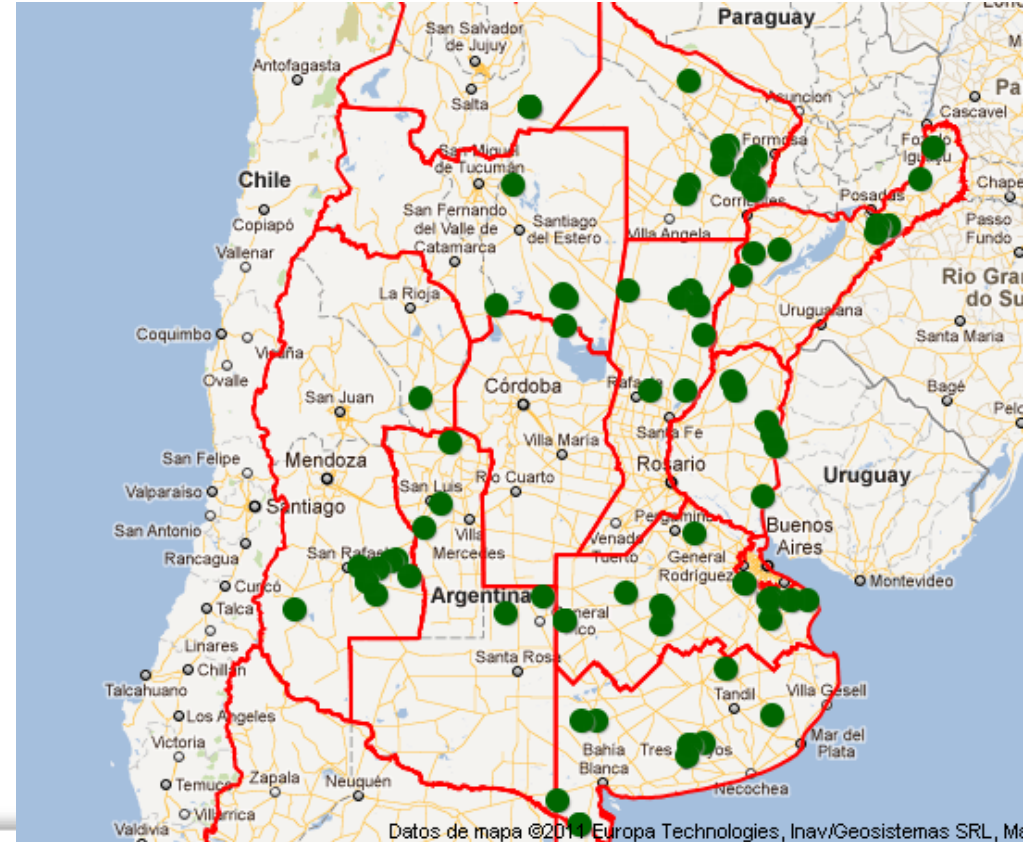 Paraguay
San Salvador
de Jujuy
Antofagasta
Pa
Asuncion
Salta
Cascavel
Formosa
Foz do
Iguaçu
San Miguel
de Tucumán
Chile
Chape
Posadas
Corrientes
Copiapó
San Fernando
del Valle de
Catamarca
Santiago
del Estero
Villa Angela
Passo
Fundo
Vallenar
Rio Gran
do Su
La Rioja
Uruguaiana
Coquimbo
Vicuña
Santa Maria
Ovalle
Córdoba
Rafaela
Bagé
San Juan
Santa Fe
Pelo
Villa María
San Felipe
Mendoza
Rosario
Rio Cuarto
Uruguay
Valparaiso
San Luis
Santiago
Pergamino
San Antonio
Villa
Mercedes
Venado
Tuerto
Buenos
Aires
Rancagua
San Rafael
General
Rodríguez
Curicó
Montevideo
Talca
Argentina
General
Pico
Linares
Santa Rosa
Chillán
Talcahuano
Tandil
Villa Gesell
Los Angeles
Victoria
Bahía
Blanca
Tres Arroyos
Mar del
Plata
Temuco
Zapala
Neuquén
Necochea
Villarrica
Valdivia
Datos de mapa ©2011 Europa Technologies, Inav/Geosistemas SRL, Ma